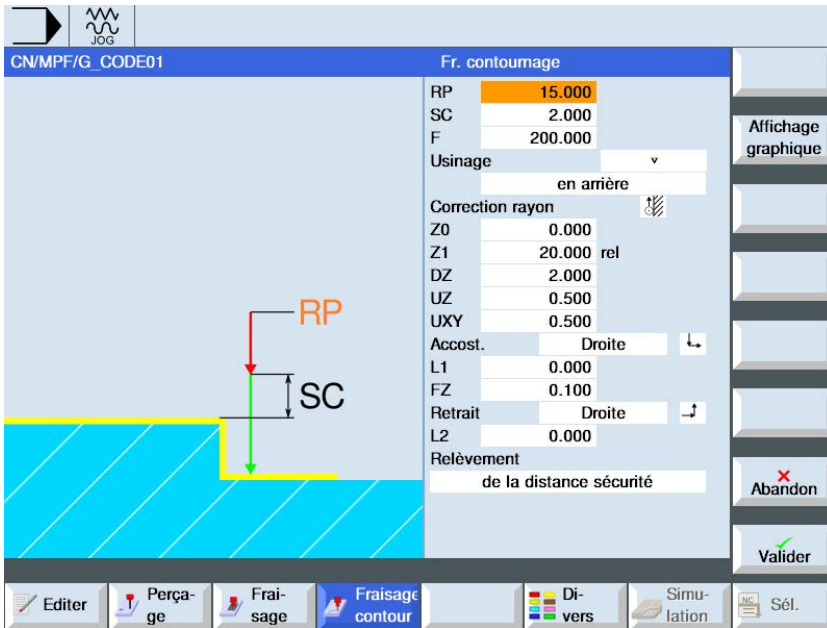 JOG
CN/MPF/G_CODE01
Fr. contournage
RP 15.000
SC 2.000
F 200.000
Usinage v
en arrière
Correction rayon
Z0 0.000
Z1 20.000 rel
DZ 2.000
UZ 0.500
UXY 0.500
Accost. Droite
L1 0.000
FZ 0.100
Retrait Droite
L2 0.000
Relèvement
de la distance sécurité
RP
SC
Affichage
graphique
Abandon
Valider
Editer
Perça-
ge
Frai-
sage
Fraisage
contour
Di-
vers
Simu-
lation
NC
Sél.